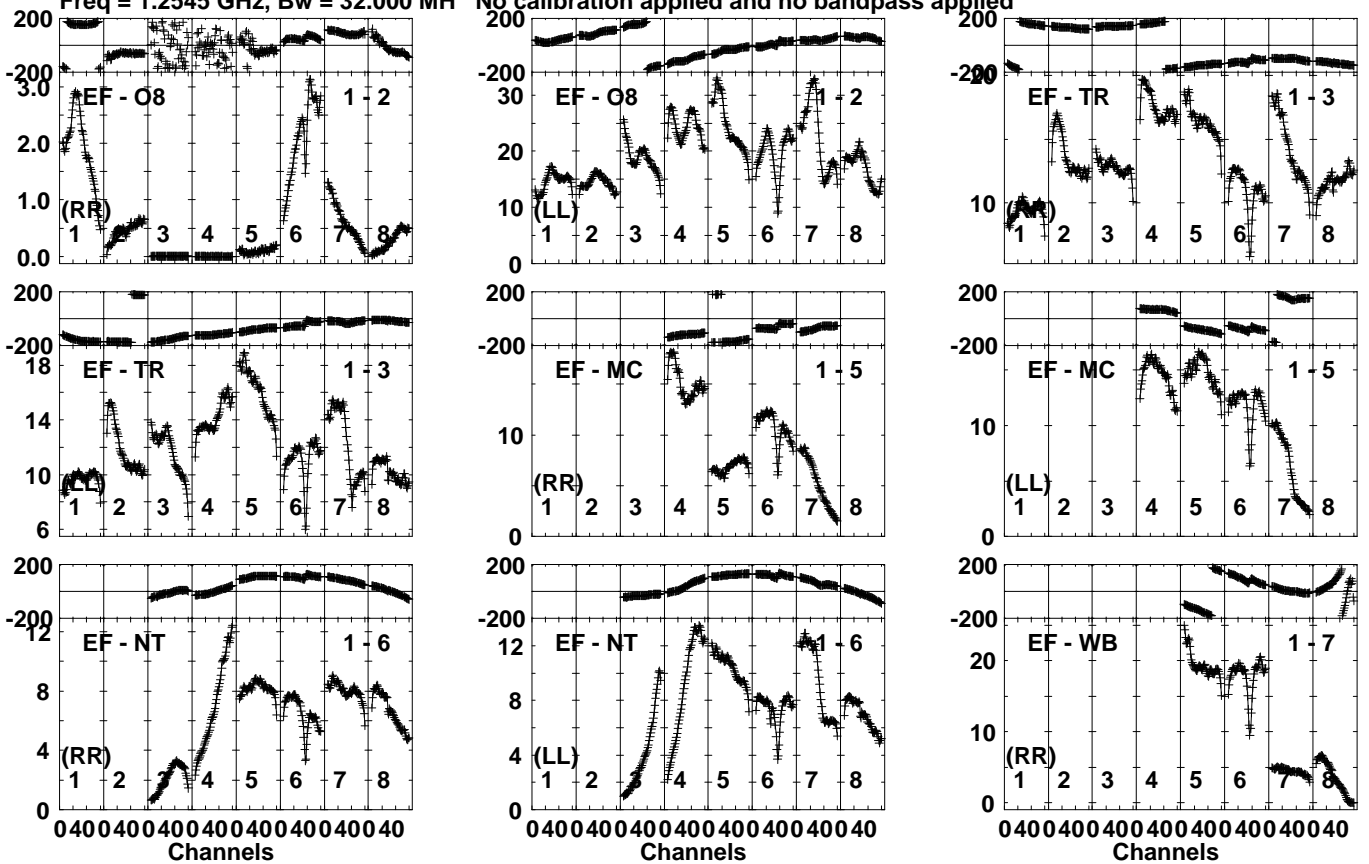 Freq = 1.2545 GHz, Bw = 32.000 MH No calibration applied and no bandpass applied
200
-200
3.0
2.0
1.0
0.0
EF - O8 1 - 2
(RR)
1 2 3 4 5 6 7 8
200
-200
30
20
10
0
EF - O8 1 - 2
(LL)
1 2 3 4 5 6 7 8
200
-200
20
10
EF - TR 1 - 3
(RR)
1 2 3 4 5 6 7 8
200
-200
18
14
10
6
EF - TR 1 - 3
(LL)
1 2 3 4 5 6 7 8
200
-200
10
0
EF - MC 1 - 5
(RR)
1 2 3 4 5 6 7 8
200
-200
10
0
EF - MC 1 - 5
(LL)
1 2 3 4 5 6 7 8
200
-200
12
8
4
0
EF - NT 1 - 6
(RR)
1 2 3 4 5 6 7 8
0 40 0 40 0 40 0 40 0 40 0 40 0 40 0 40
Channels
200
-200
12
8
4
0
EF - NT 1 - 6
(LL)
1 2 3 4 5 6 7 8
0 40 0 40 0 40 0 40 0 40 0 40 0 40 0 40
Channels
200
-200
20
10
0
EF - WB 1 - 7
(RR)
1 2 3 4 5 6 7 8
0 40 0 40 0 40 0 40 0 40 0 40 0 40 0 40
Channels